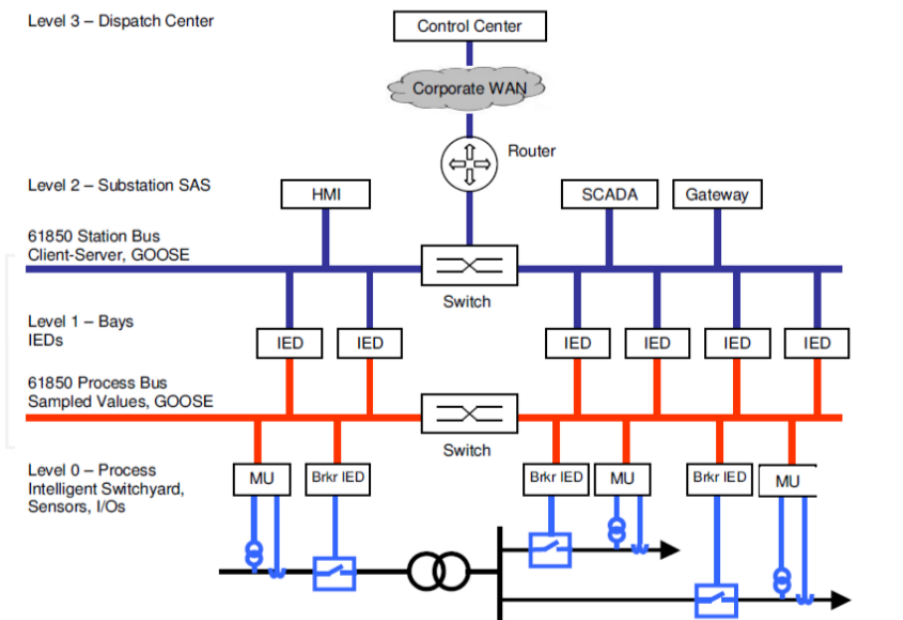 Level 3 – Dispatch Center
Control Center
Corporate WAN
Router
Level 2 – Substation SAS
HMI
SCADA
Gateway
61850 Station Bus
Client-Server, GOOSE
Switch
Level 1 – Bays
IEDs
IED
IED
IED
IED
IED
IED
61850 Process Bus
Sampled Values, GOOSE
Switch
Level 0 – Process
Intelligent Switchyard,
Sensors, I/Os
MU
Brkr IED
Brkr IED
MU
Brkr IED
MU